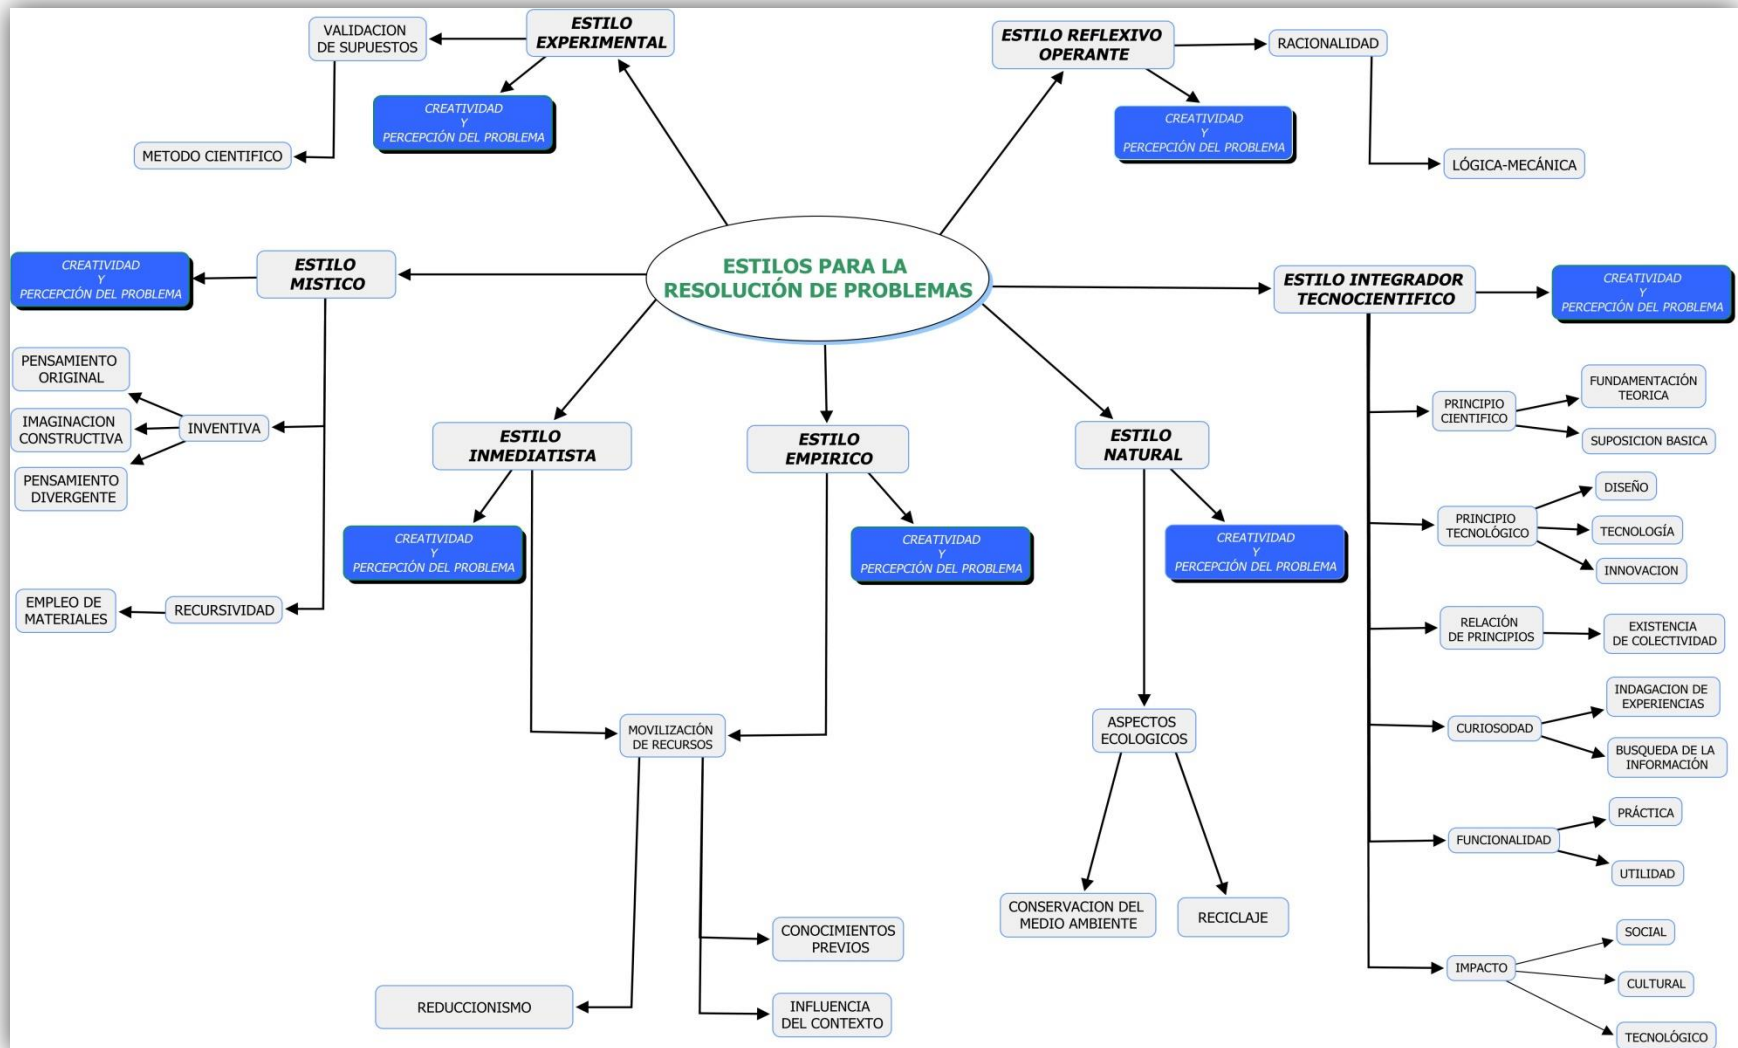 ESTILO
EXPERIMENTAL
VALIDACION
DE SUPUESTOS
CREATIVIDAD
Y
PERCEPCIÓN DEL PROBLEMA
METODO CIENTIFICO
ESTILO REFLEXIVO
OPERANTE
RACIONALIDAD
CREATIVIDAD
Y
PERCEPCIÓN DEL PROBLEMA
LÓGICA-MECÁNICA
ESTILOS PARA LA
RESOLUCIÓN DE PROBLEMAS
ESTILO
MISTICO
CREATIVIDAD
Y
PERCEPCIÓN DEL PROBLEMA
PENSAMIENTO
ORIGINAL
IMAGINACION
CONSTRUCTIVA
INVENTIVA
PENSAMIENTO
DIVERGENTE
EMPLEO DE
MATERIALES
RECURSIVIDAD
ESTILO
INMEDIATISTA
CREATIVIDAD
Y
PERCEPCIÓN DEL PROBLEMA
ESTILO
EMPIRICO
CREATIVIDAD
Y
PERCEPCIÓN DEL PROBLEMA
MOVILIZACIÓN
DE RECURSOS
CONOCIMIENTOS
PREVIOS
REDUCCIONISMO
INFLUENCIA
DEL CONTEXTO
ESTILO
NATURAL
CREATIVIDAD
Y
PERCEPCIÓN DEL PROBLEMA
ASPECTOS
ECOLOGICOS
CONSERVACION DEL
MEDIO AMBIENTE
RECICLAJE
ESTILO INTEGRADOR
TECNOCIENTIFICO
CREATIVIDAD
Y
PERCEPCIÓN DEL PROBLEMA
PRINCIPIO
CIENTIFICO
FUNDAMENTACIÓN
TEORICA
SUPOSICION BASICA
PRINCIPIO
TECNOLÓGICO
DISEÑO
TECNOLOGÍA
INNOVACION
RELACIÓN
DE PRINCIPIOS
EXISTENCIA
DE COLECTIVIDAD
CURIOSODAD
INDAGACION DE
EXPERIENCIAS
BUSQUEDA DE LA
INFORMACIÓN
FUNCIONALIDAD
PRÁCTICA
UTILIDAD
IMPACTO
SOCIAL
CULTURAL
TECNOLÓGICO